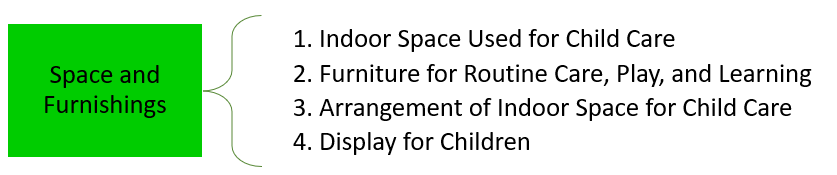 Space and
Furnishings
1. Indoor Space Used for Child Care
2. Furniture for Routine Care, Play, and Learning
3. Arrangement of Indoor Space for Child Care
4. Display for Children